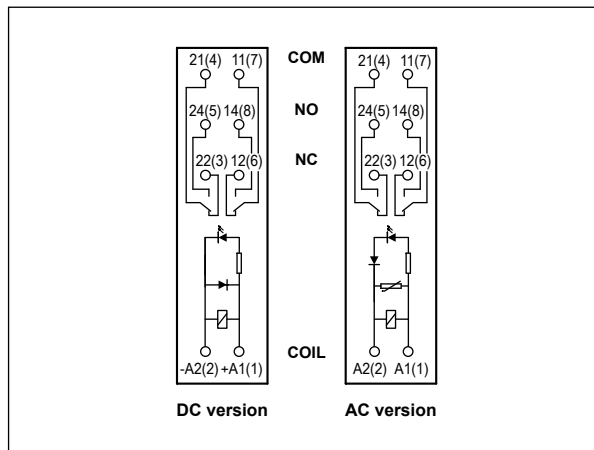 21(4) 11(7) COM 21(4) 11(7)
24(5) 14(8) NO 24(5) 14(8)
22(3) 12(6) NC 22(3) 12(6)
-A2(2) +A1(1) COIL A2(2) A1(1)
DC version AC version